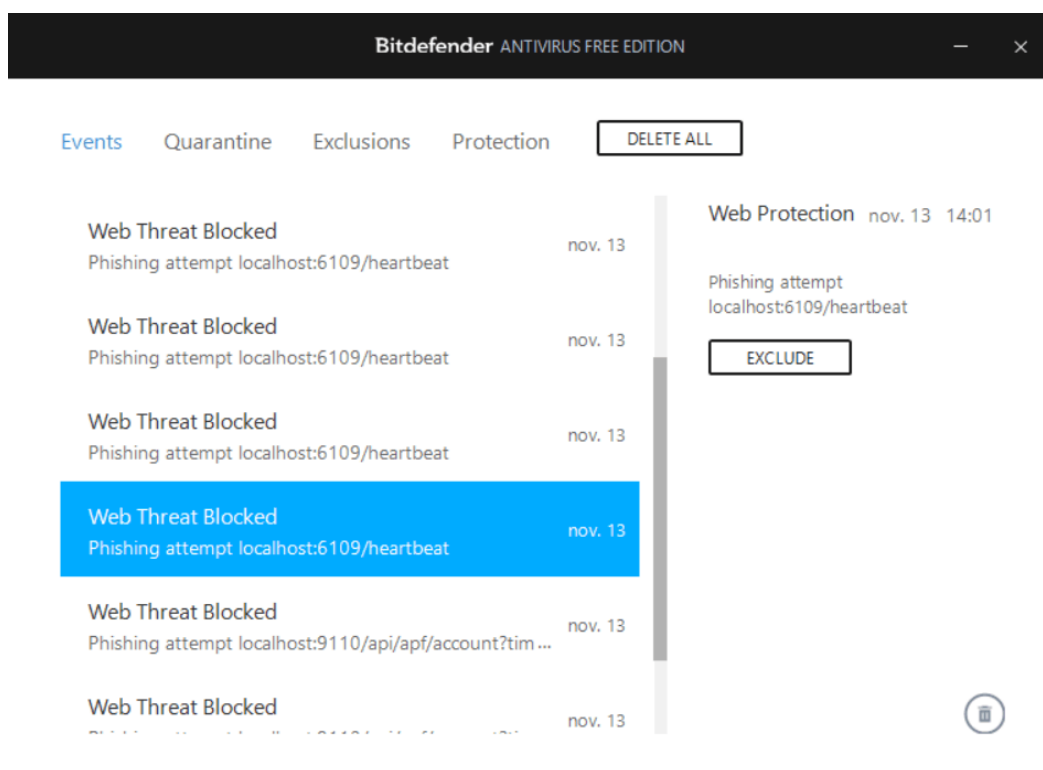 Bitdefender ANTIVIRUS FREE EDITION
Events Quarantine Exclusions Protection DELETE ALL
Web Threat Blocked
Phishing attempt localhost:6109/heartbeat
nov. 13
Web Threat Blocked
Phishing attempt localhost:6109/heartbeat
nov. 13
Web Threat Blocked
Phishing attempt localhost:6109/heartbeat
nov. 13
Web Threat Blocked
Phishing attempt localhost:6109/heartbeat
nov. 13
Web Threat Blocked
Phishing attempt localhost:9110/api/apf/account?tim ...
nov. 13
Web Threat Blocked
nov. 13
Web Protection nov. 13 14:01
Phishing attempt
localhost:6109/heartbeat
EXCLUDE